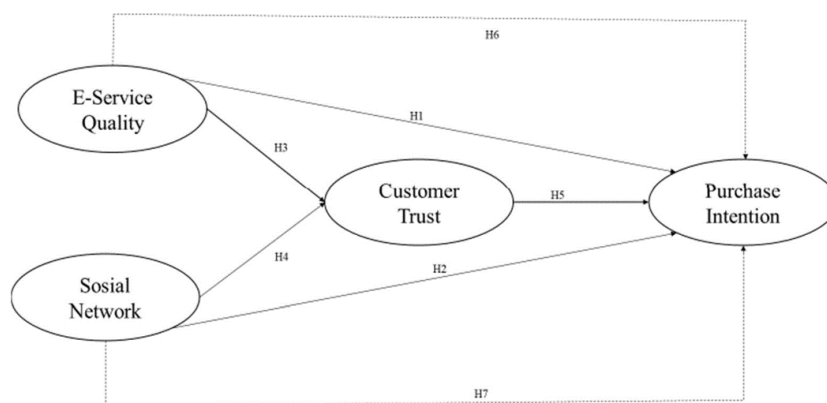 H6
E-Service
Quality
H1
H3
Customer
Trust
H5
Purchase
Intention
H4
H2
Sosial
Network
H7